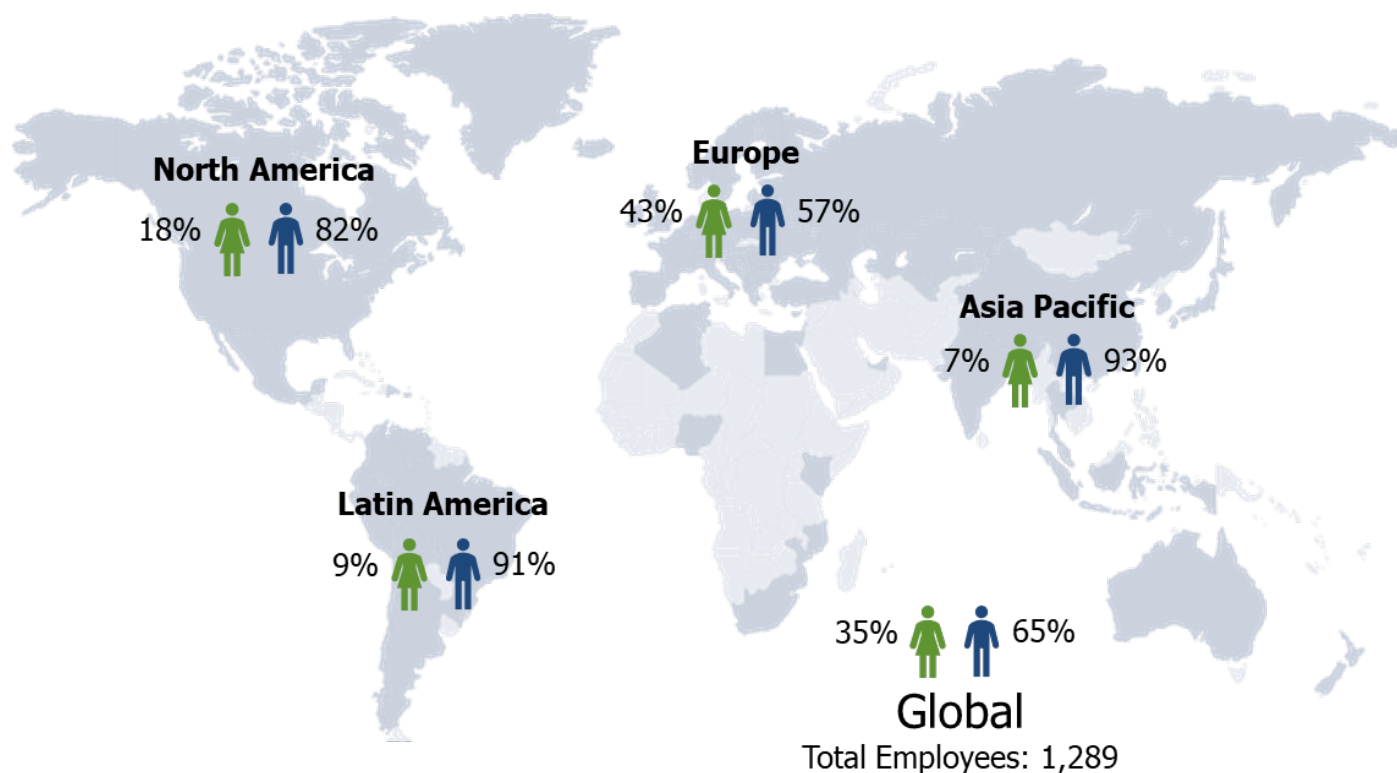 North America
18% 82%
Europe
43% 57%
Asia Pacific
7% 93%
Latin America
9% 91%
35% 65%
Global
Total Employees: 1,289